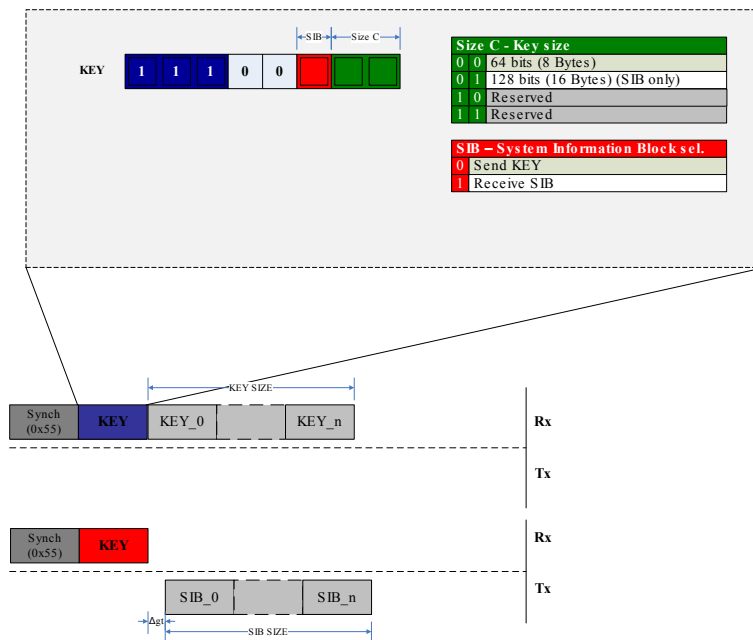 SIB Size C
KEY 1 1 1 0 0
Size C - Key size
0 0 64 bits (8 Bytes)
0 1 128 bits (16 Bytes) (SIB only)
1 0 Reserved
1 1 Reserved
SIB – System Information Block sel.
0 Send KEY
1 Receive SIB
KEY SIZE
Synch
(0x55)
KEY KEY_0 KEY_n
Rx
Tx
Synch
(0x55)
KEY
Rx
Tx
SIB_0 SIB_n
Δgt
SIB SIZE